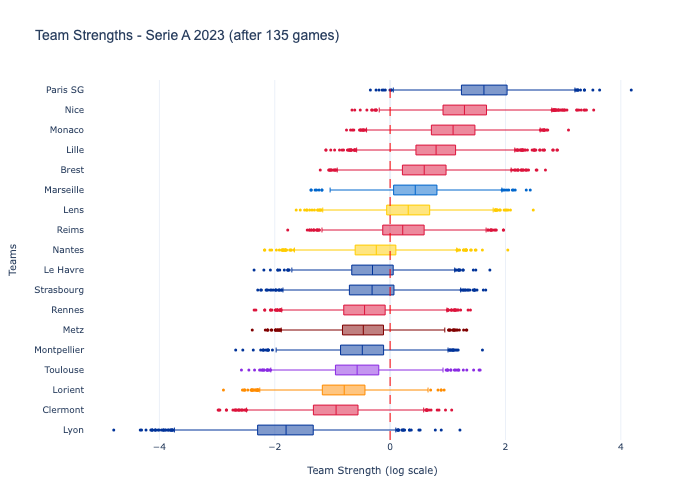 Team Strengths - Serie A 2023 (after 135 games)
Paris SG
Nice
Monaco
Lille
Brest
Marseille
Lens
Reims
Nantes
Le Havre
Strasbourg
Rennes
Metz
Montpellier
Toulouse
Lorient
Clermont
Lyon
Teams
−4
−2
0
2
4
Team Strength (log scale)